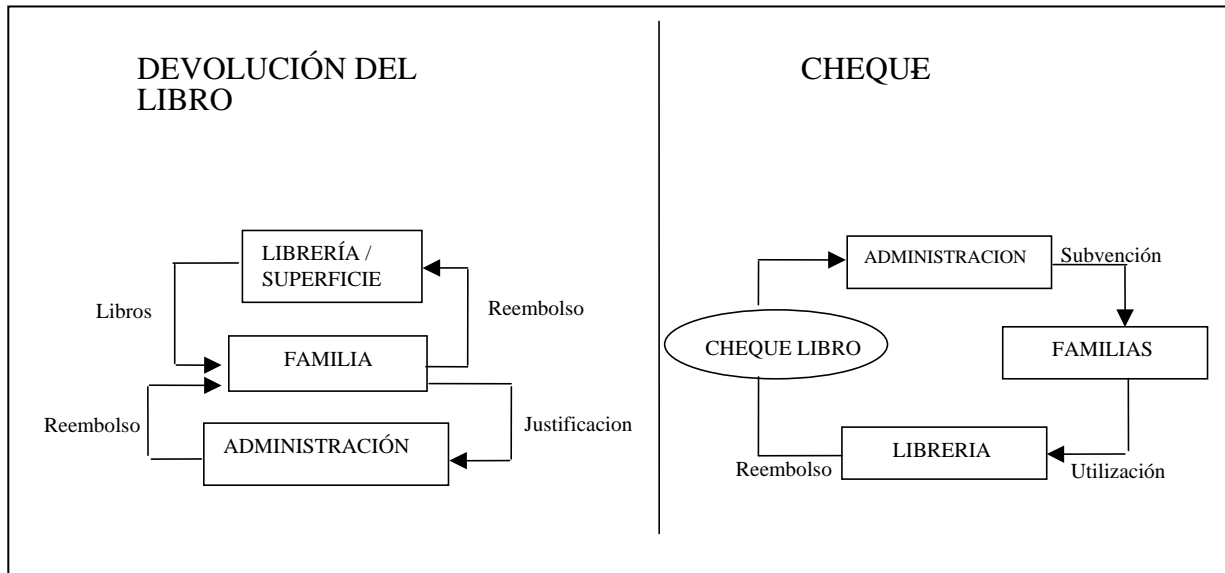 DEVOLUCIÓN DEL
LIBRO
LIBRERÍA /
SUPERFICIE
Libros
Reembolso
FAMILIA
Reembolso
Justificacion
ADMINISTRACIÓN
CHEQUE
ADMINISTRACION
Subvención
CHEQUE LIBRO
FAMILIAS
LIBRERIA
Reembolso
Utilización